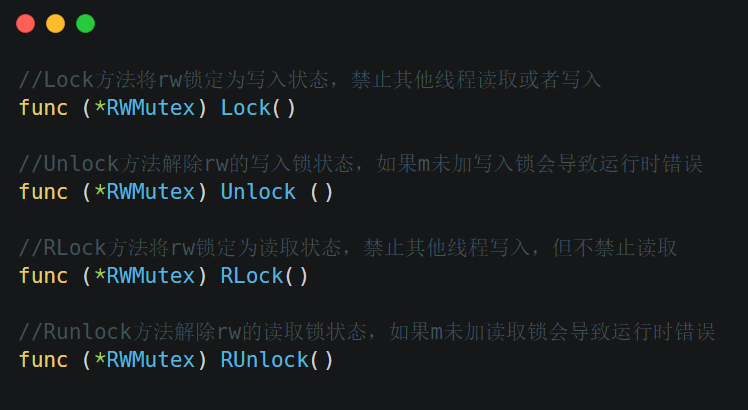 //Lock方法将rw锁定为写入状态，禁止其他线程读取或者写入
func (*RWMutex) Lock()
//Unlock方法解除rw的写入锁状态，如果m未加写入锁会导致运行时错误
func (*RWMutex) Unlock ()
//RLock方法将rw锁定为读取状态，禁止其他线程写入，但不禁止读取
func (*RWMutex) RLock()
//Runlock方法解除rw的读取锁状态，如果m未加读取锁会导致运行时错误
func (*RWMutex) RUnlock()